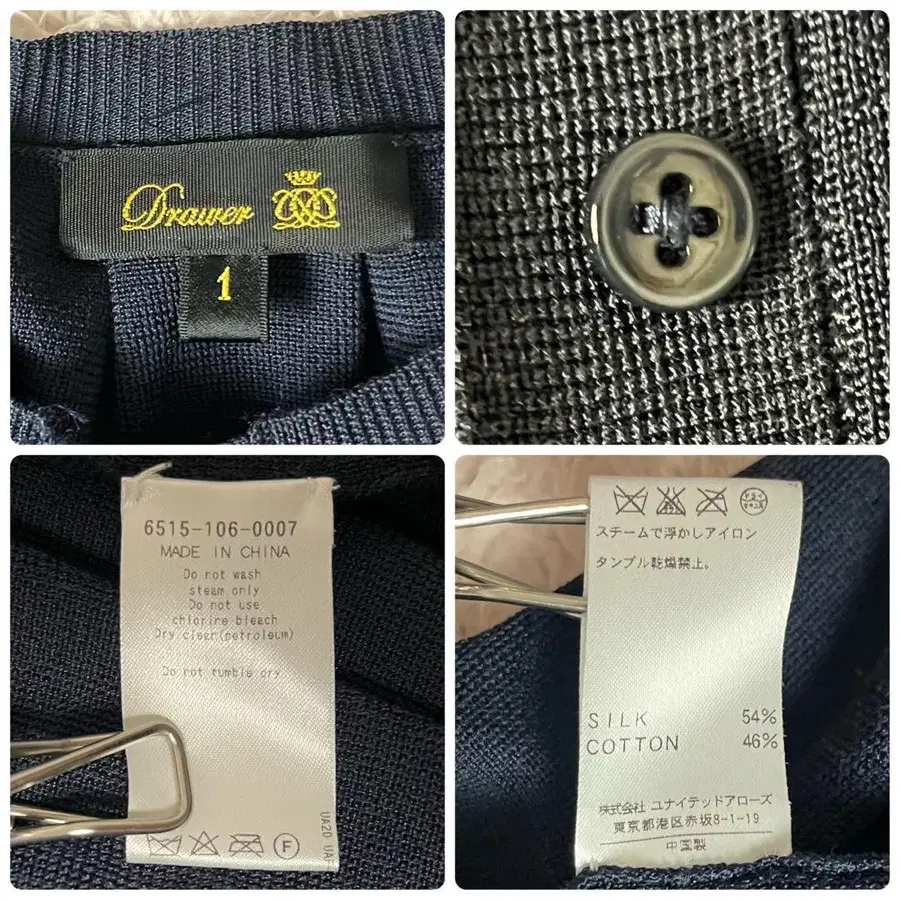 Drawer
1
6515-106-0007
MADE IN CHINA
Do not wash
steam only
Do not use
chlorine bleach
Dry clean(petroleum)
Do not tumble dry.
F
UA20 UA
スチームで浮かしアイロン
タンブル乾燥禁止。
SILK 54%
COTTON 46%
株式会社 ユナイテッドアローズ
東京都港区赤坂8-1-19
中国製